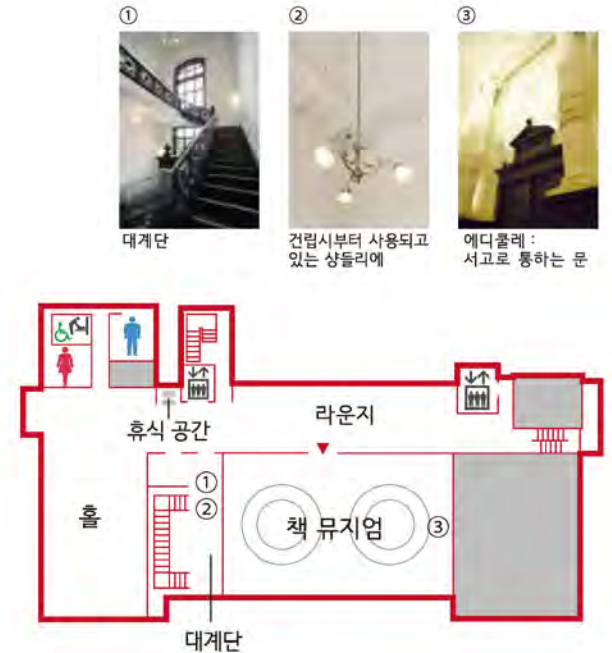 ① ② ③
대계단
건립시부터 사용되고
있는 샹들리에
에디쿨레 :
서고로 통하는 문
휴식 공간
라운지
①
②
홀
책 뮤지엄
③
대계단